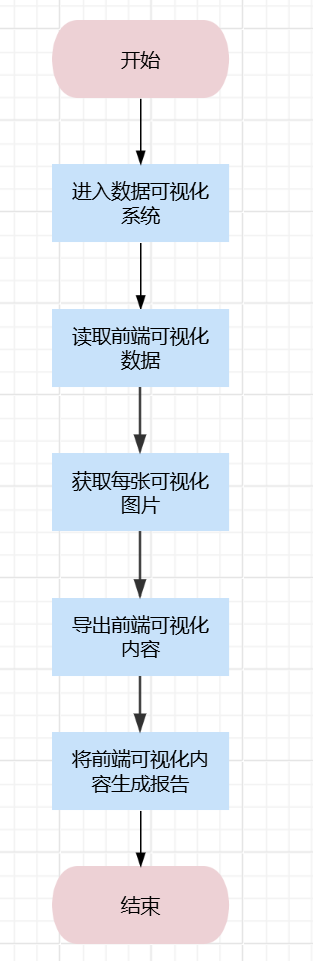 开始
进入数据可视化
系统
读取前端可视化
数据
获取每张可视化
图片
导出前端可视化
内容
将前端可视化内
容生成报告
结束